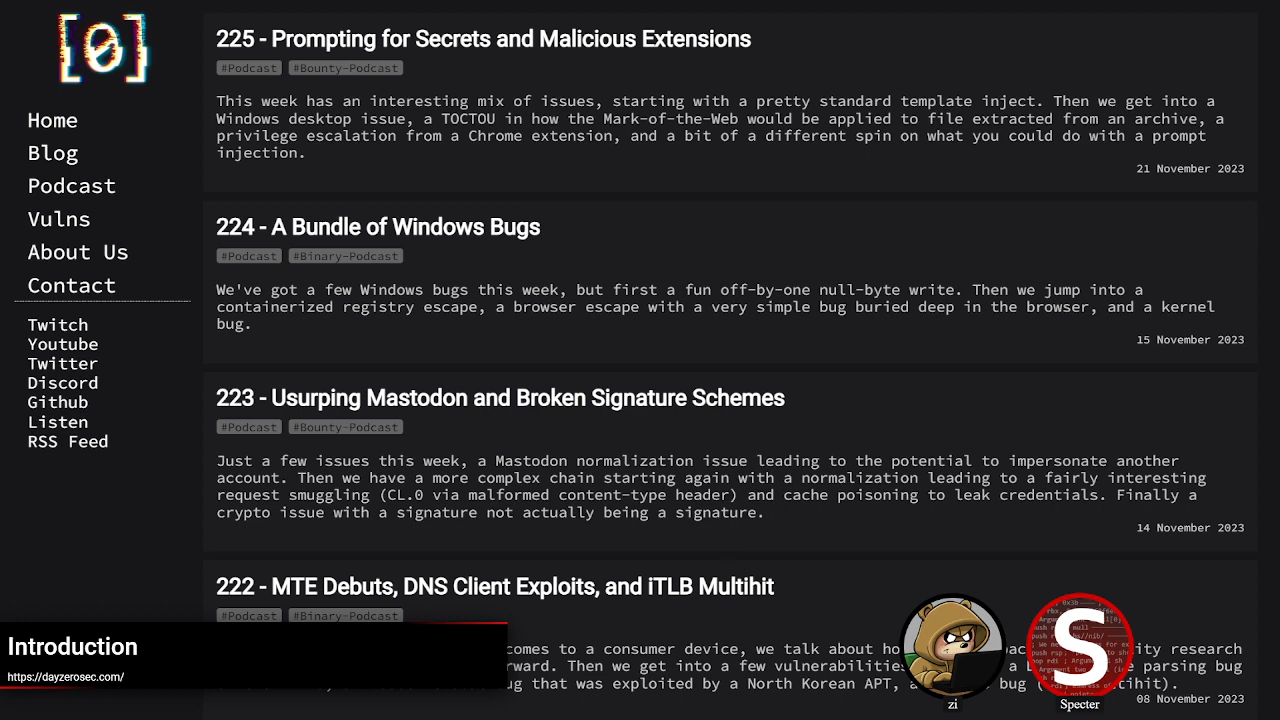 [0]
Home
Blog
Podcast
Vulns
About Us
Contact
Twitch
Youtube
Twitter
Discord
Github
Listen
RSS Feed
225 - Prompting for Secrets and Malicious Extensions
#Podcast #Bounty-Podcast
This week has an interesting mix of issues, starting with a pretty standard template inject. Then we get into a
Windows desktop issue, a TOCTOU in how the Mark-of-the-Web would be applied to file extracted from an archive, a
privilege escalation from a Chrome extension, and a bit of a different spin on what you could do with a prompt
injection.
21 November 2023
224 - A Bundle of Windows Bugs
#Podcast #Binary-Podcast
We've got a few Windows bugs this week, but first a fun off-by-one null-byte write. Then we jump into a
containerized registry escape, a browser escape with a very simple bug buried deep in the browser, and a kernel
bug.
15 November 2023
223 - Usurping Mastodon and Broken Signature Schemes
#Podcast #Bounty-Podcast
Just a few issues this week, a Mastodon normalization issue leading to the potential to impersonate another
account. Then we have a more complex chain starting again with a normalization leading to a fairly interesting
request smuggling (CL.0 via malformed content-type header) and cache poisoning to leak credentials. Finally a
crypto issue with a signature not actually being a signature.
14 November 2023
222 - MTE Debuts, DNS Client Exploits, and iTLB Multihit
#Podcast #Binary-Podcast
comes to a consumer device, we talk about research
Then we get into a few vulnerabilities a parsing bug
that was exploited by a North Korean APT, bug
08 November 2023
Introduction
https://dayzerosec.com/
zi
S
Specter